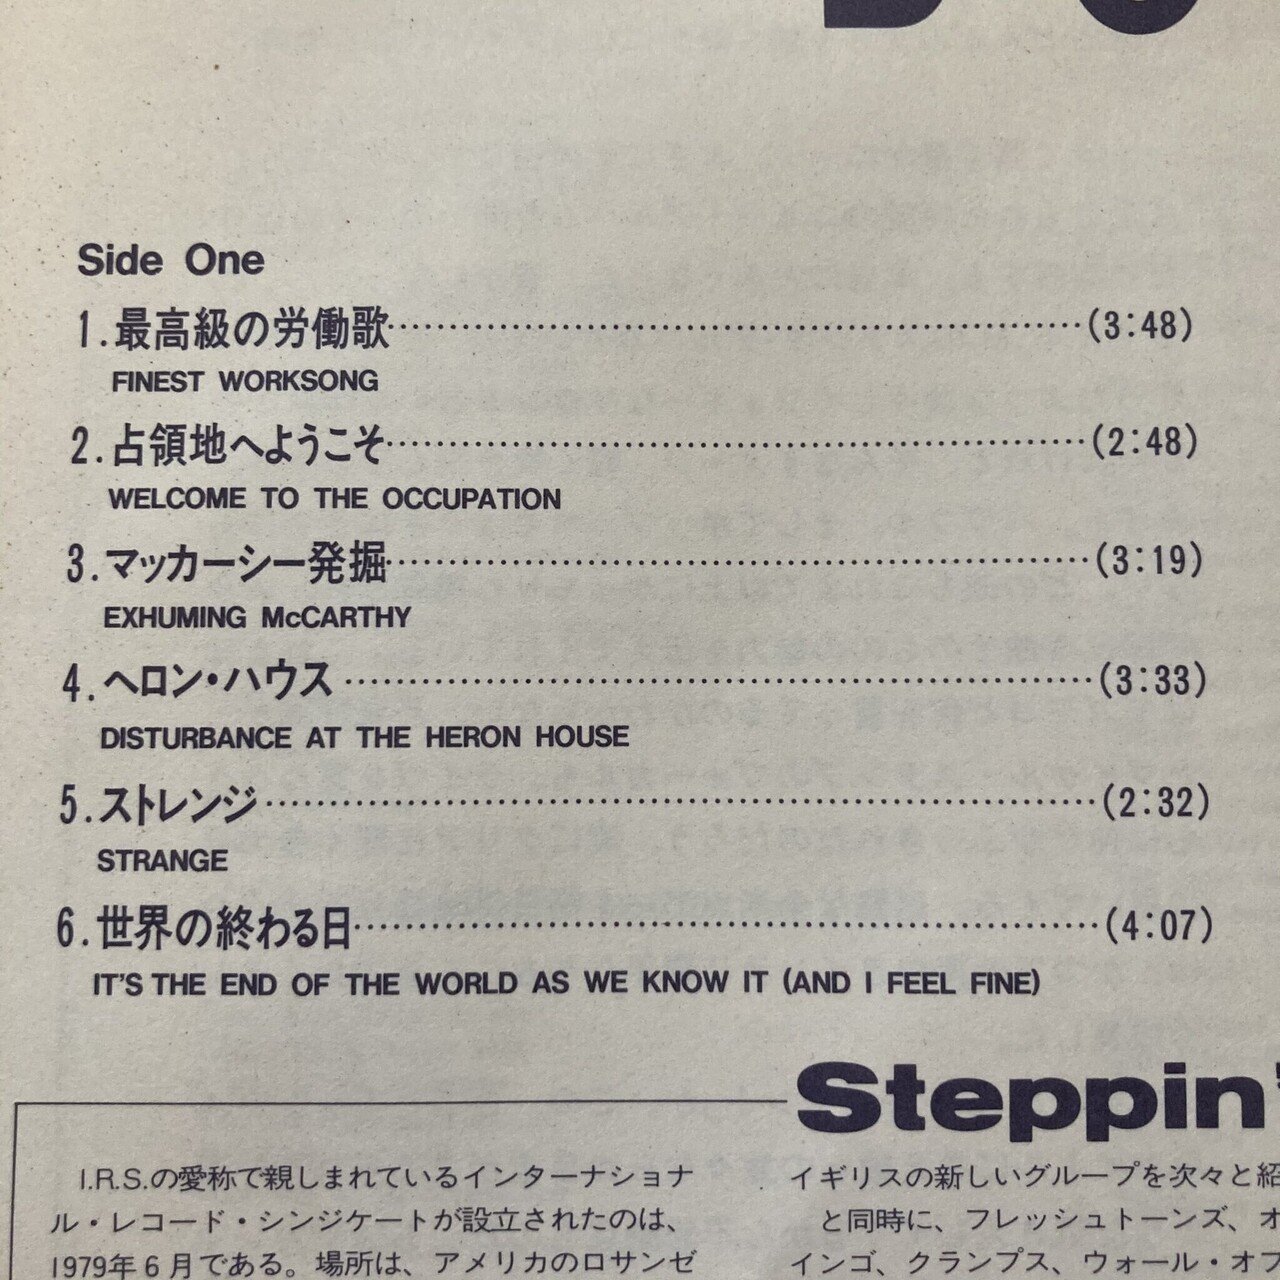 Side One
1.最高級の労働歌……(3:48)
FINEST WORKSONG
2.占領地へようこそ……(2:48)
WELCOME TO THE OCCUPATION
3.マッカーシー発掘……(3:19)
EXHUMING McCARTHY
4.ヘロン・ハウス……(3:33)
DISTURBANCE AT THE HERON HOUSE
5.ストレンジ……(2:32)
STRANGE
6.世界の終わる日……(4:07)
IT'S THE END OF THE WORLD AS WE KNOW IT (AND I FEEL FINE)
Steppin'
I.R.S.の愛称で親しまれているインターナショナ
ル・レコード・シンジケートが設立されたのは、
1979年6月である。場所は、アメリカのロサンゼ
イギリスの新しいグループを次々と紹
と同時に、フレッシュトーンズ、オ
インゴ、クランプス、ウォール・オブ